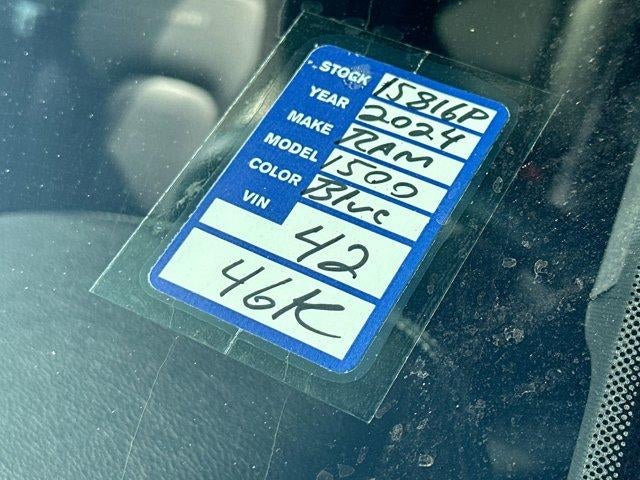 STOCK 15816P
YEAR 2024
MAKE RAM
MODEL 1500
COLOR Blue
VIN 42
46K